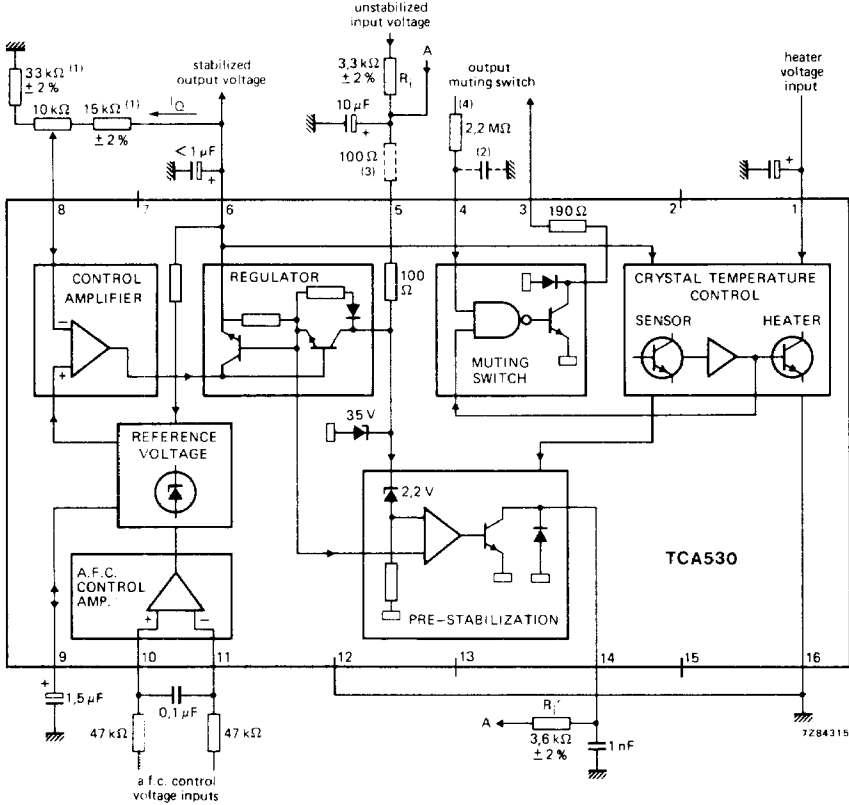 unstabilized
input voltage
A
stabilized
output voltage
output
muting switch
heater
voltage
input
33 kΩ (1)
± 2%
10 kΩ
15 kΩ (1)
± 2%
IQ
3,3 kΩ
± 2%
Ri
10 µF
+
(4)
2,2 MΩ
(2)
< 1 µF
+
100 Ω
(3)
+
8
7
6
5
4
3
2
1
190 Ω
CONTROL
AMPLIFIER
−
+
REGULATOR
100
Ω
MUTING
SWITCH
CRYSTAL TEMPERATURE
CONTROL
SENSOR
HEATER
35 V
REFERENCE
VOLTAGE
2,2 V
PRE-STABILIZATION
TCA530
A.F.C.
CONTROL
AMP.
+
−
9
10
11
12
13
14
15
16
+
1,5 µF
0,1 µF
47 kΩ
47 kΩ
a.f.c. control
voltage inputs
A
Ri'
3,6 kΩ
± 2%
1 nF
7Z84315